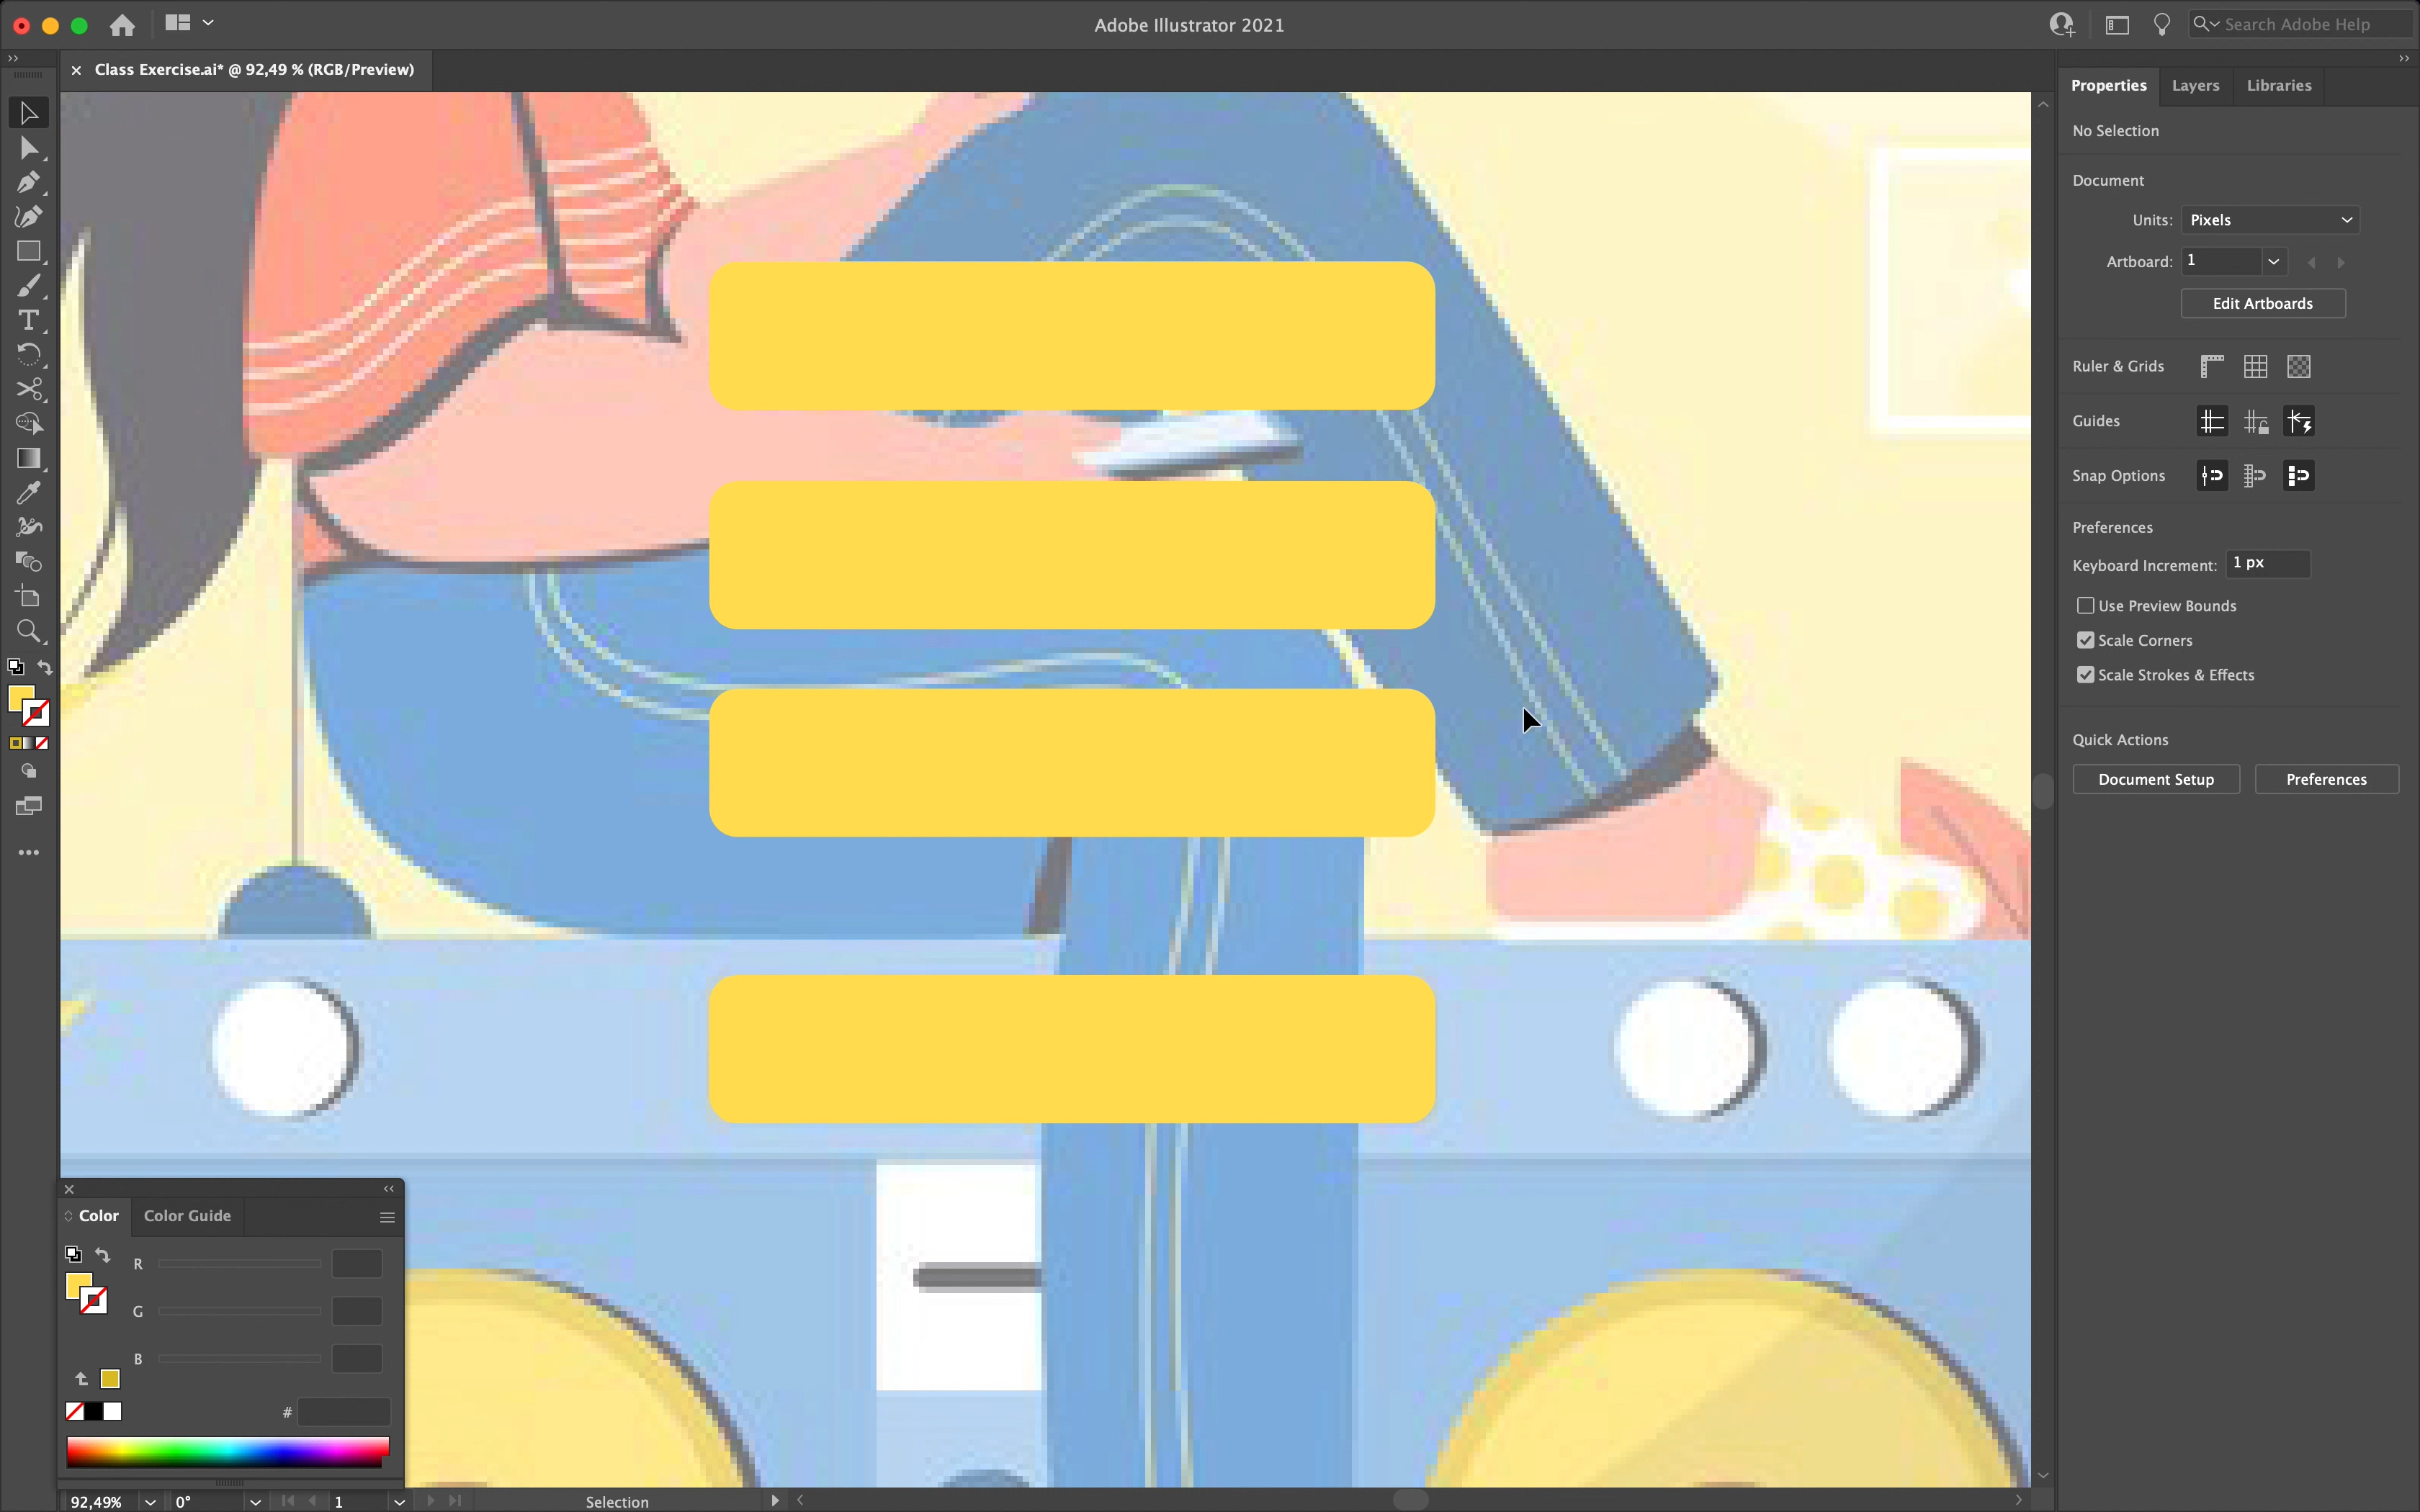 Adobe Illustrator 2021
Search Adobe Help
Class Exercise.ai* @ 92,49 % (RGB/Preview)
Properties
Layers
Libraries
No Selection
Document
Units:
Pixels
Artboard:
1
Edit Artboards
Ruler & Grids
Guides
Snap Options
Preferences
Keyboard Increment:
1 px
Use Preview Bounds
Scale Corners
Scale Strokes & Effects
Quick Actions
Document Setup
Preferences
Color
Color Guide
R
G
B
#
92,49%
0°
1
Selection